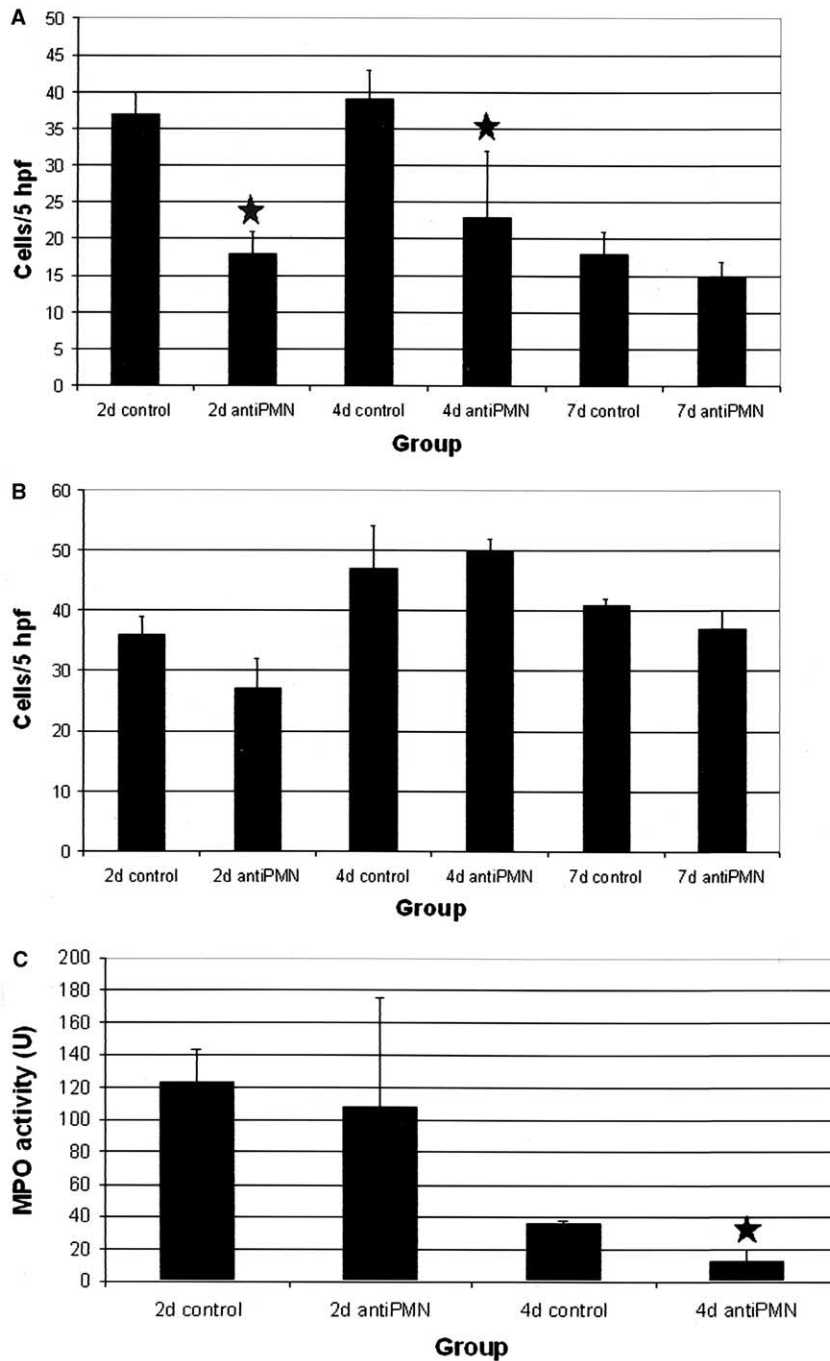 A
50
45
40
35
30
25
20
15
10
5
0
Cells/5 hpf
2d control 2d antiPMN 4d control 4d antiPMN 7d control 7d antiPMN
Group
B
60
50
40
30
20
10
0
Cells/5 hpf
2d control 2d antiPMN 4d control 4d antiPMN 7d control 7d antiPMN
Group
C
200
180
160
140
120
100
80
60
40
20
0
MPO activity (U)
2d control 2d antiPMN 4d control 4d antiPMN
Group